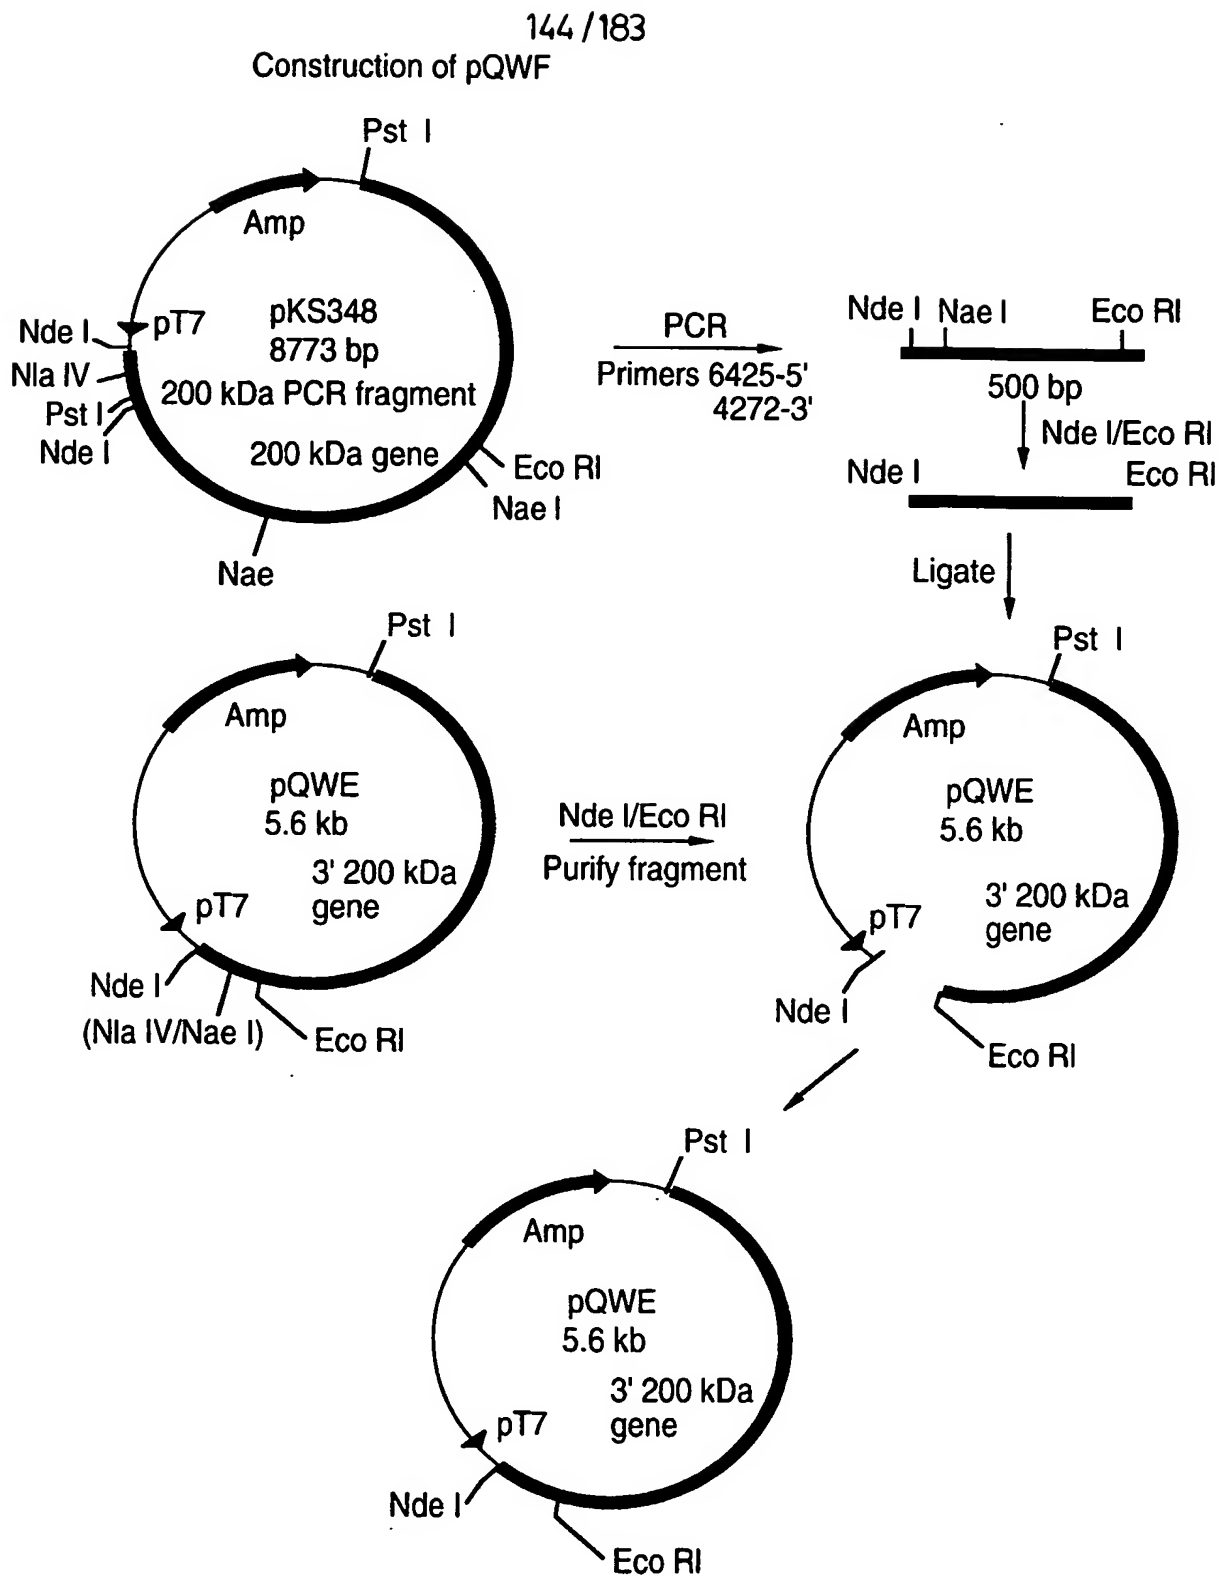 144/183
Construction of pQWF
Pst I
Amp
pKS348
8773 bp
200 kDa PCR fragment
200 kDa gene
pT7
Nde I
Nla IV
Pst I
Nde I
Eco RI
Nae I
Nae
PCR
Primers 6425-5'
4272-3'
Nde I Nae I Eco RI
500 bp
Nde I/Eco RI
Nde I Eco RI
Ligate
Pst I
Amp
pQWE
5.6 kb
3' 200 kDa
gene
pT7
Nde I
(Nla IV/Nae I)
Eco RI
Nde I/Eco RI
Purify fragment
Pst I
Amp
pQWE
5.6 kb
3' 200 kDa
gene
pT7
Nde I
Eco RI
Pst I
Amp
pQWE
5.6 kb
3' 200 kDa
gene
pT7
Nde I
Eco RI